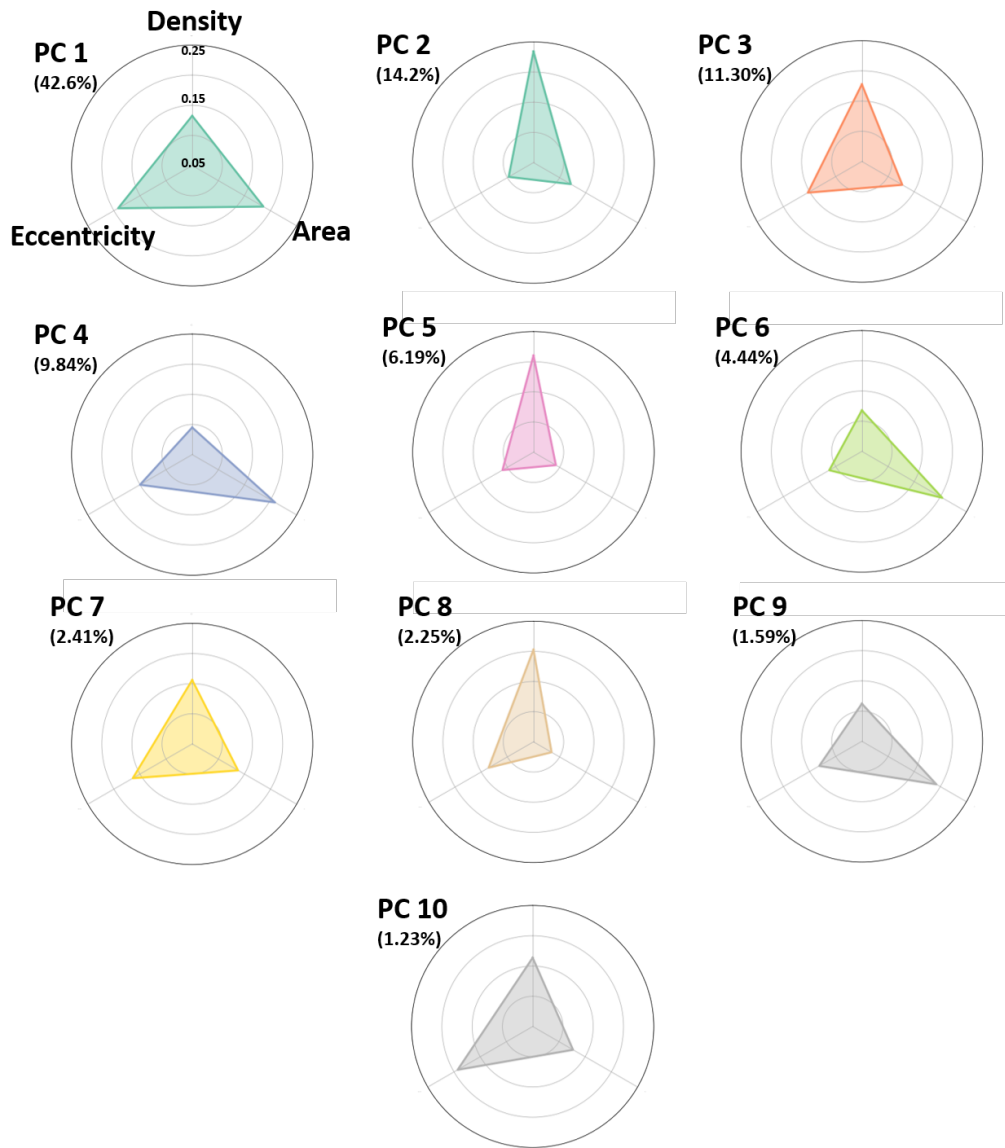 Density
PC 1
(42.6%)
0.25
0.15
0.05
Eccentricity
Area
PC 2
(14.2%)
PC 3
(11.30%)
PC 4
(9.84%)
PC 5
(6.19%)
PC 6
(4.44%)
PC 7
(2.41%)
PC 8
(2.25%)
PC 9
(1.59%)
PC 10
(1.23%)